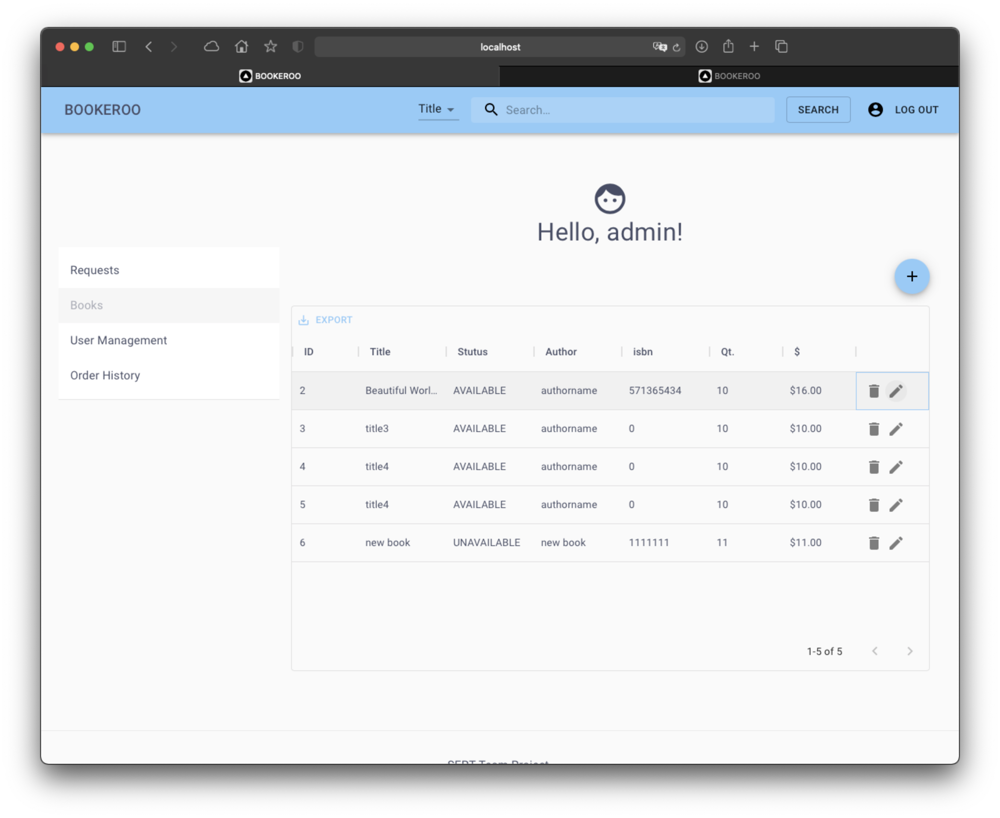 localhost
BOOKEROO
BOOKEROO
BOOKEROO Title Search... SEARCH LOG OUT
Hello, admin!
Requests
Books
User Management
Order History
EXPORT
ID Title Stutus Author isbn Qt. $
2 Beautiful Worl... AVAILABLE authorname 571365434 10 $16.00
3 title3 AVAILABLE authorname 0 10 $10.00
4 title4 AVAILABLE authorname 0 10 $10.00
5 title4 AVAILABLE authorname 0 10 $10.00
6 new book UNAVAILABLE new book 1111111 11 $11.00
1-5 of 5
SEPT Team Project